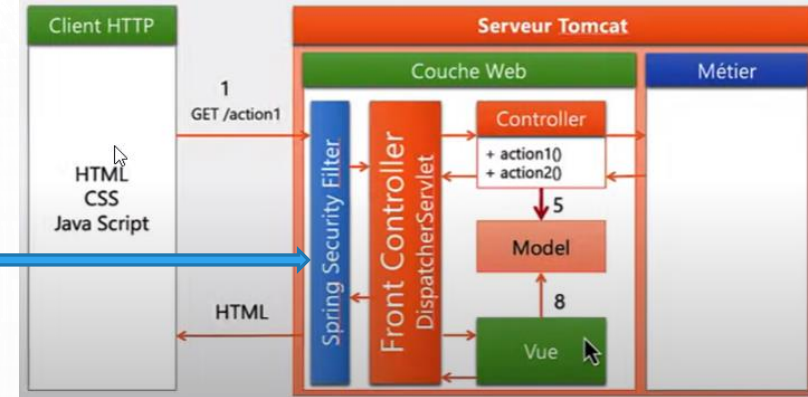 Client HTTP
Serveur Tomcat
Couche Web
Métier
1
GET /action1
HTML
CSS
Java Script
Spring Security Filter
Front Controller
DispatcherServlet
Controller
+ action1()
+ action2()
5
Model
8
HTML
Vue